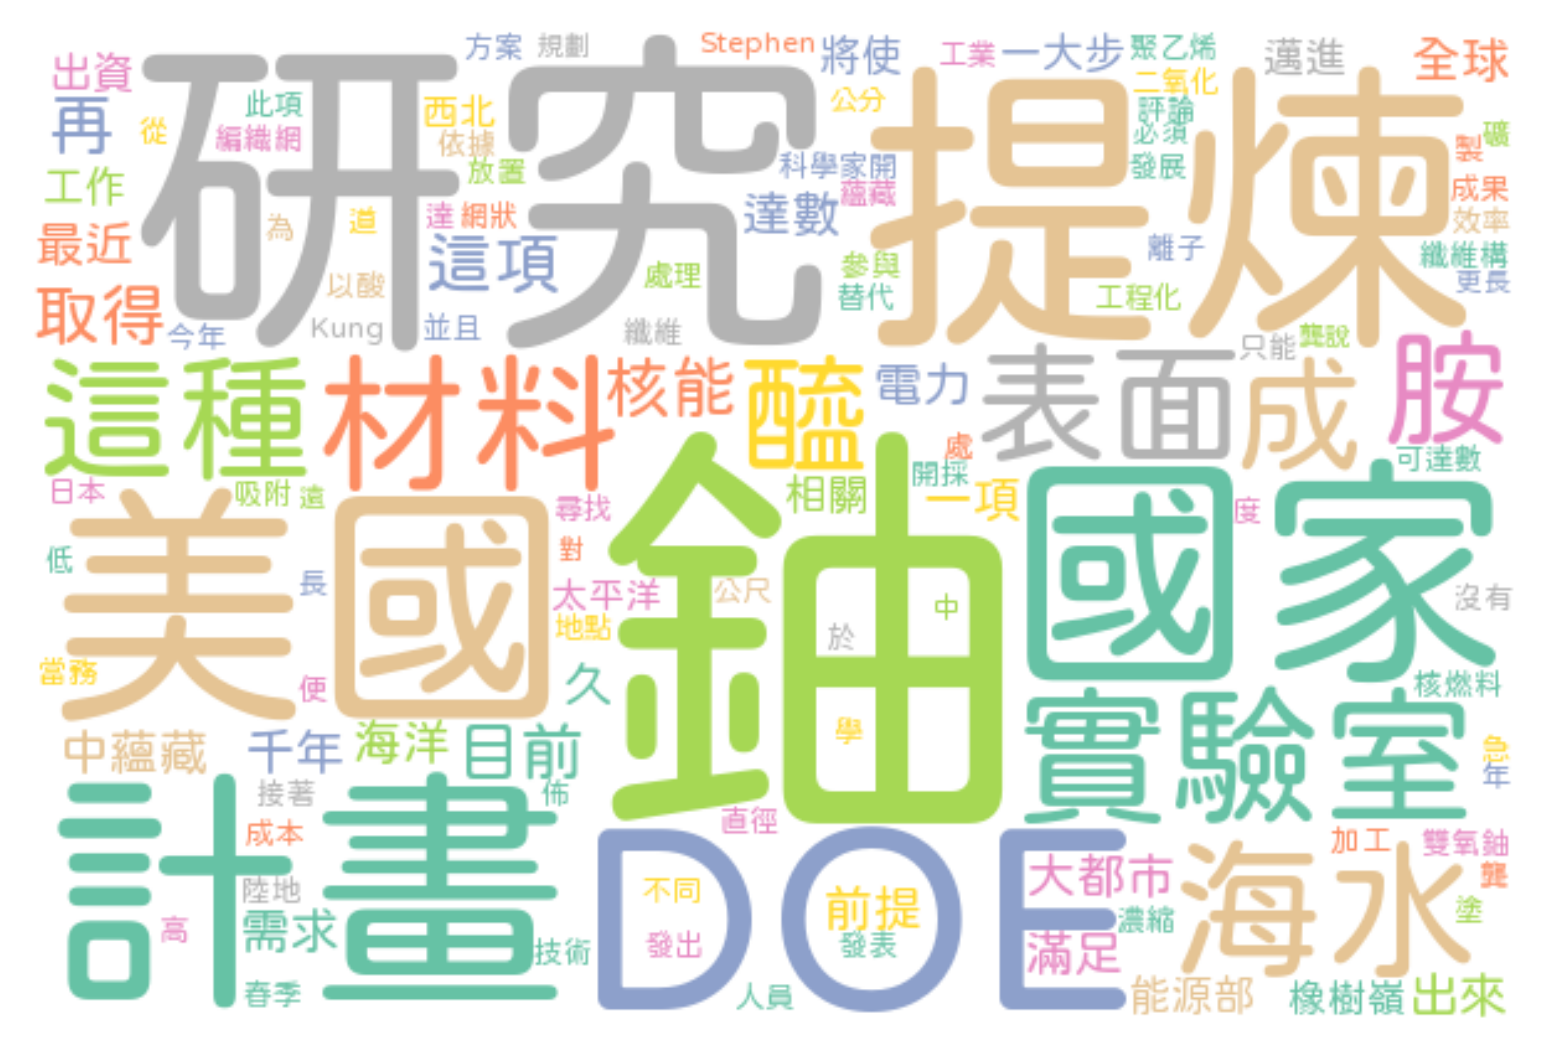 方案 規劃 Stephen 將使 工業 一大步 聚乙烯 邁進 全球
出資 研究 提煉 二氧化
再 從 此項 編織網 西北 依據 公分 評論 必須 礦 製
工作 放置 科學家開 蘊藏 發展 成果 效率
最近 為 道 達 網狀 這項 達數 離子 纖維構
取得 以酸 處理 參與 替代 工程化 更長
今年 Kung 並且 纖維 只能 龔說
這種 材料 核能 醯 電力 表面 成 胺
日本 吸附 遠 尋找 相關 處 開採 一項 度 可達數
美國 鈾 國家
低 長 對 太平洋 公尺 中 沒有
當務 便 地點 久 於 核燃料
中蘊藏 千年 海洋 目前 學 實驗室 急 年
計畫 接著 佈 直徑
成本 DOE 大都市 海水 加工 雙氧鈾 龔
陸地 不同 前提 濃縮 塗
高 需求 技術 發出 發表 滿足
春季 人員 能源部 橡樹嶺 出來